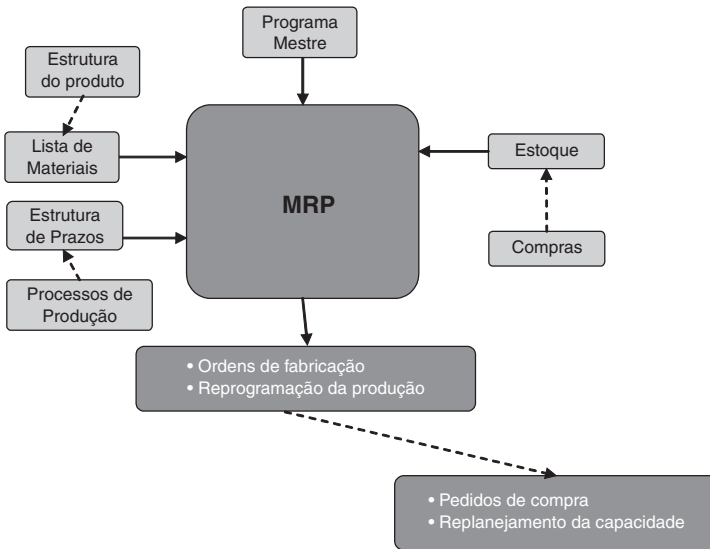 Programa
Mestre
Estrutura
do produto
Lista de
Materiais
Estrutura
de Prazos
Processos de
Produção
MRP
Estoque
Compras
• Ordens de fabricação
• Reprogramação da produção
• Pedidos de compra
• Replanejamento da capacidade